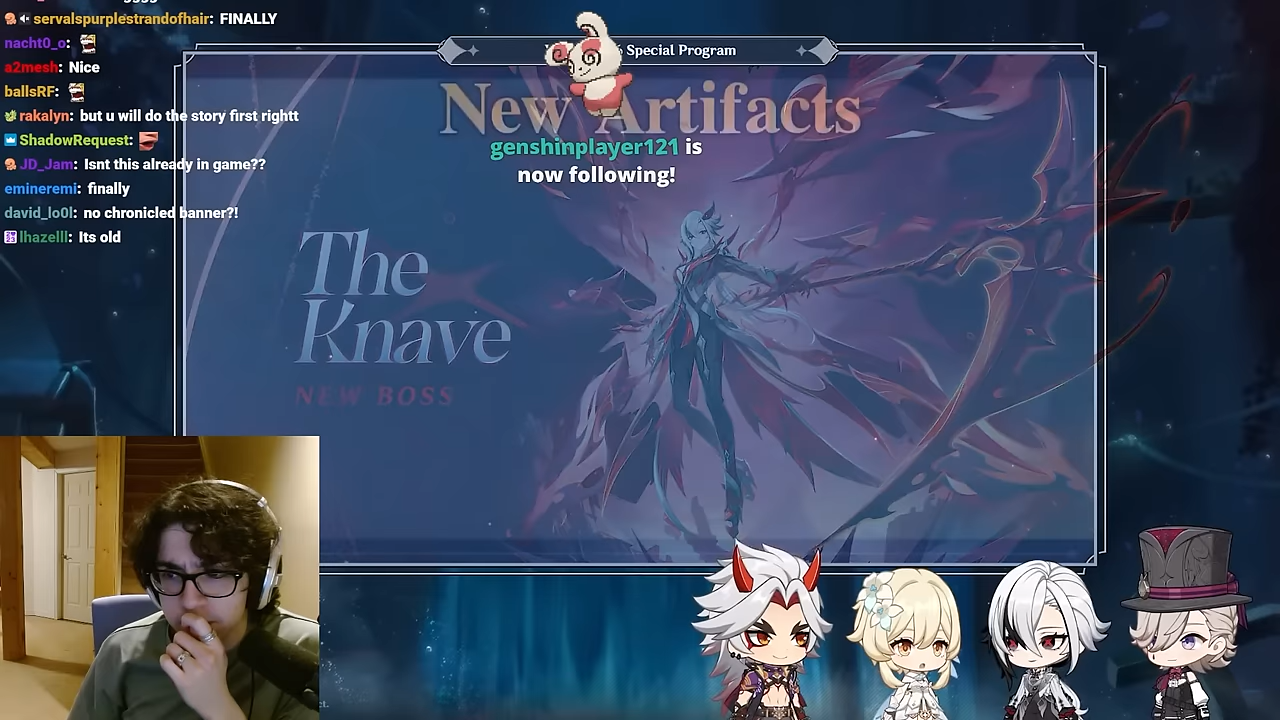 servalspurplestrandofhair: FINALLY
nacht0_o:
a2mesh: Nice
ballsRF:
rakalyn: but u will do the story first rightt
ShadowRequest:
JD_Jam: Isnt this already in game??
emineremi: finally
david_lo0l: no chronicled banner?!
lhazelll: Its old
Special Program
New Artifacts
genshinplayer121 is
now following!
The
Knave
NEW BOSS